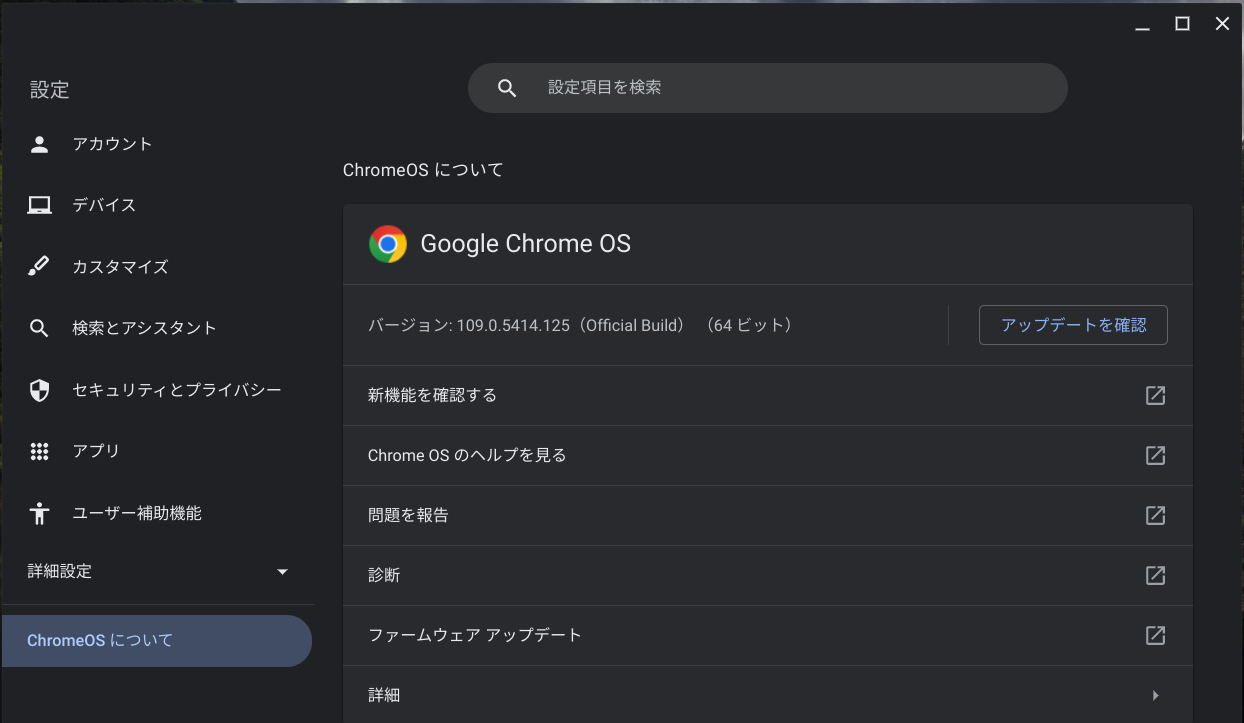 設定
設定項目を検索
アカウント
デバイス
カスタマイズ
検索とアシスタント
セキュリティとプライバシー
アプリ
ユーザー補助機能
詳細設定
ChromeOS について
ChromeOS について
Google Chrome OS
バージョン: 109.0.5414.125（Official Build） （64 ビット）
アップデートを確認
新機能を確認する
Chrome OS のヘルプを見る
問題を報告
診断
ファームウェア アップデート
詳細